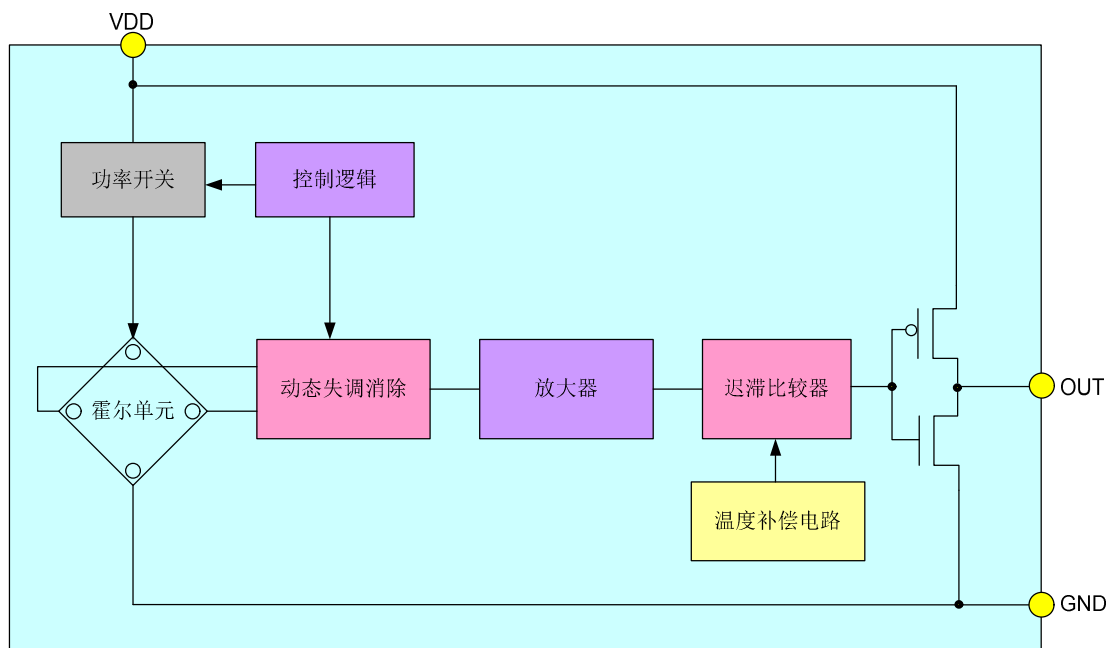 VDD
功率开关
控制逻辑
霍尔单元
动态失调消除
放大器
迟滞比较器
OUT
温度补偿电路
GND